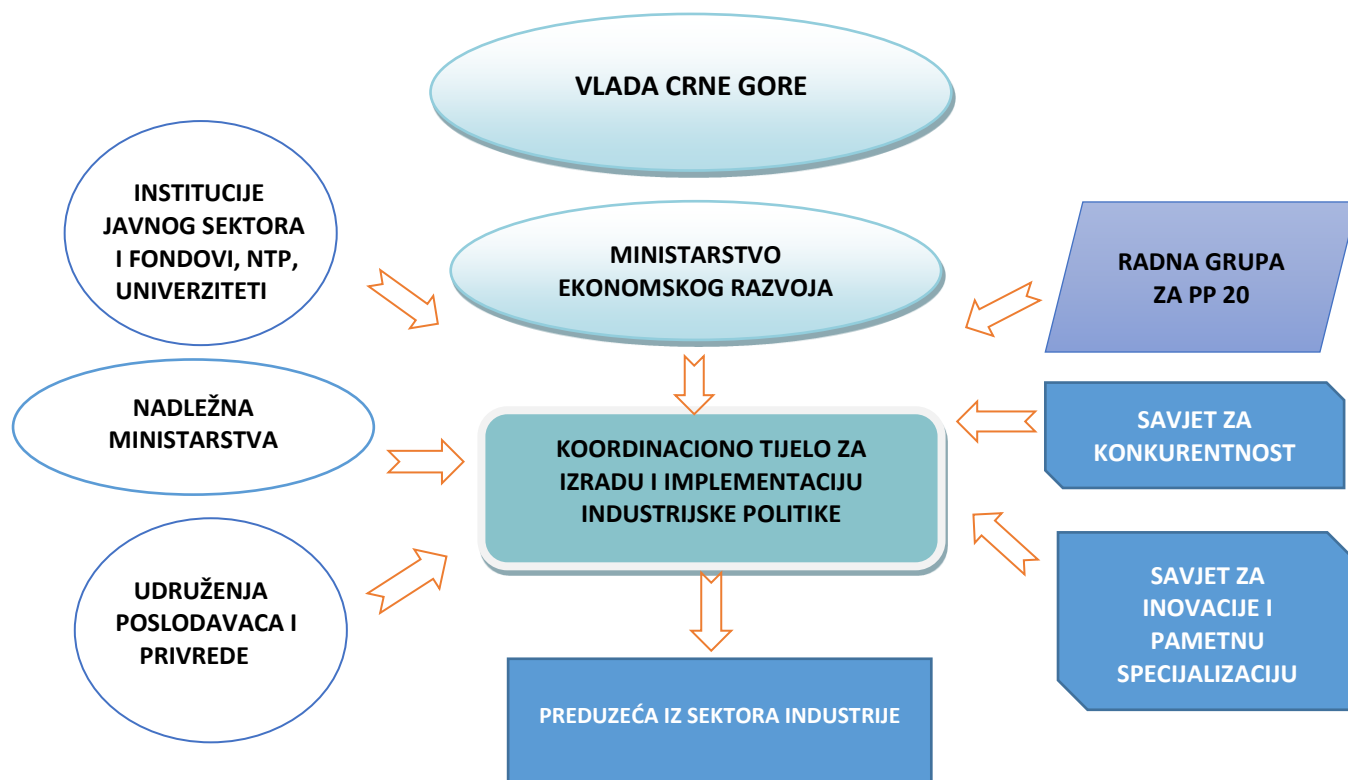 VLADA CRNE GORE
INSTITUCIJE
JAVNOG SEKTORA
I FONDOVI, NTP,
UNIVERZITETI
MINISTARSTVO
EKONOMSKOG RAZVOJA
RADNA GRUPA
ZA PP 20
NADLEŽNA
MINISTARSTVA
KOORDINACIONO TIJELO ZA
IZRADU I IMPLEMENTACIJU
INDUSTRIJSKE POLITIKE
SAVJET ZA
KONKURENTNOST
UDRUŽENJA
POSLODAVACA I
PRIVREDE
SAVJET ZA
INOVACIJE I
PAMETNU
SPECIJALIZACIJU
PREDUZEĆA IZ SEKTORA INDUSTRIJE